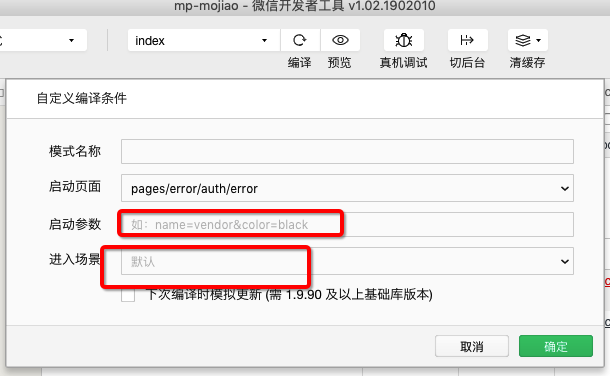 mp-mojiao - 微信开发者工具 v1.02.1902010
index
编译 预览 真机调试 切后台 清缓存
自定义编译条件
模式名称
启动页面 pages/error/auth/error
启动参数 如：name=vendor&color=black
进入场景 默认
下次编译时模拟更新 (需 1.9.90 及以上基础库版本)
取消 确定